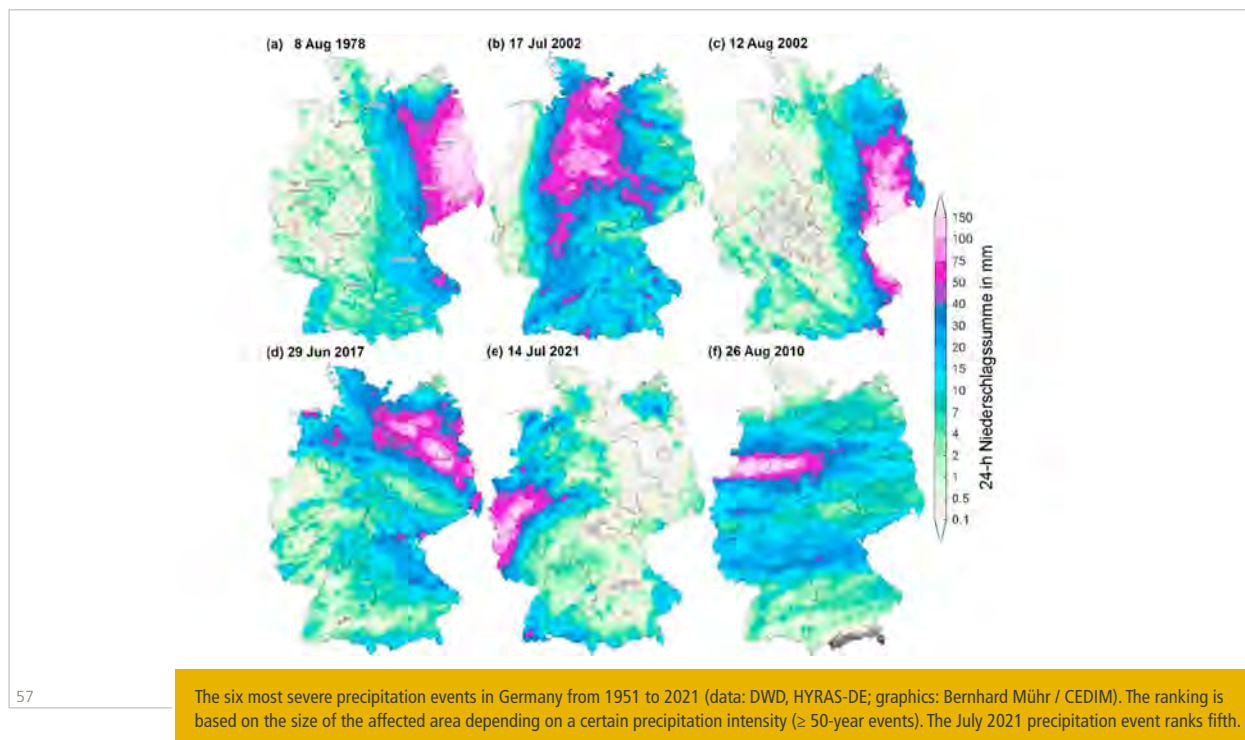 (a) 8 Aug 1978
(b) 17 Jul 2002
(c) 12 Aug 2002
(d) 29 Jun 2017
(e) 14 Jul 2021
(f) 26 Aug 2010
150
100
75
50
40
30
20
15
10
7
4
2
1
0.5
0.1
24-h Niederschlagssumme in mm
57
The six most severe precipitation events in Germany from 1951 to 2021 (data: DWD, HYRAS-DE; graphics: Bernhard Mühr / CEDIM). The ranking is
based on the size of the affected area depending on a certain precipitation intensity (≥ 50-year events). The July 2021 precipitation event ranks fifth.